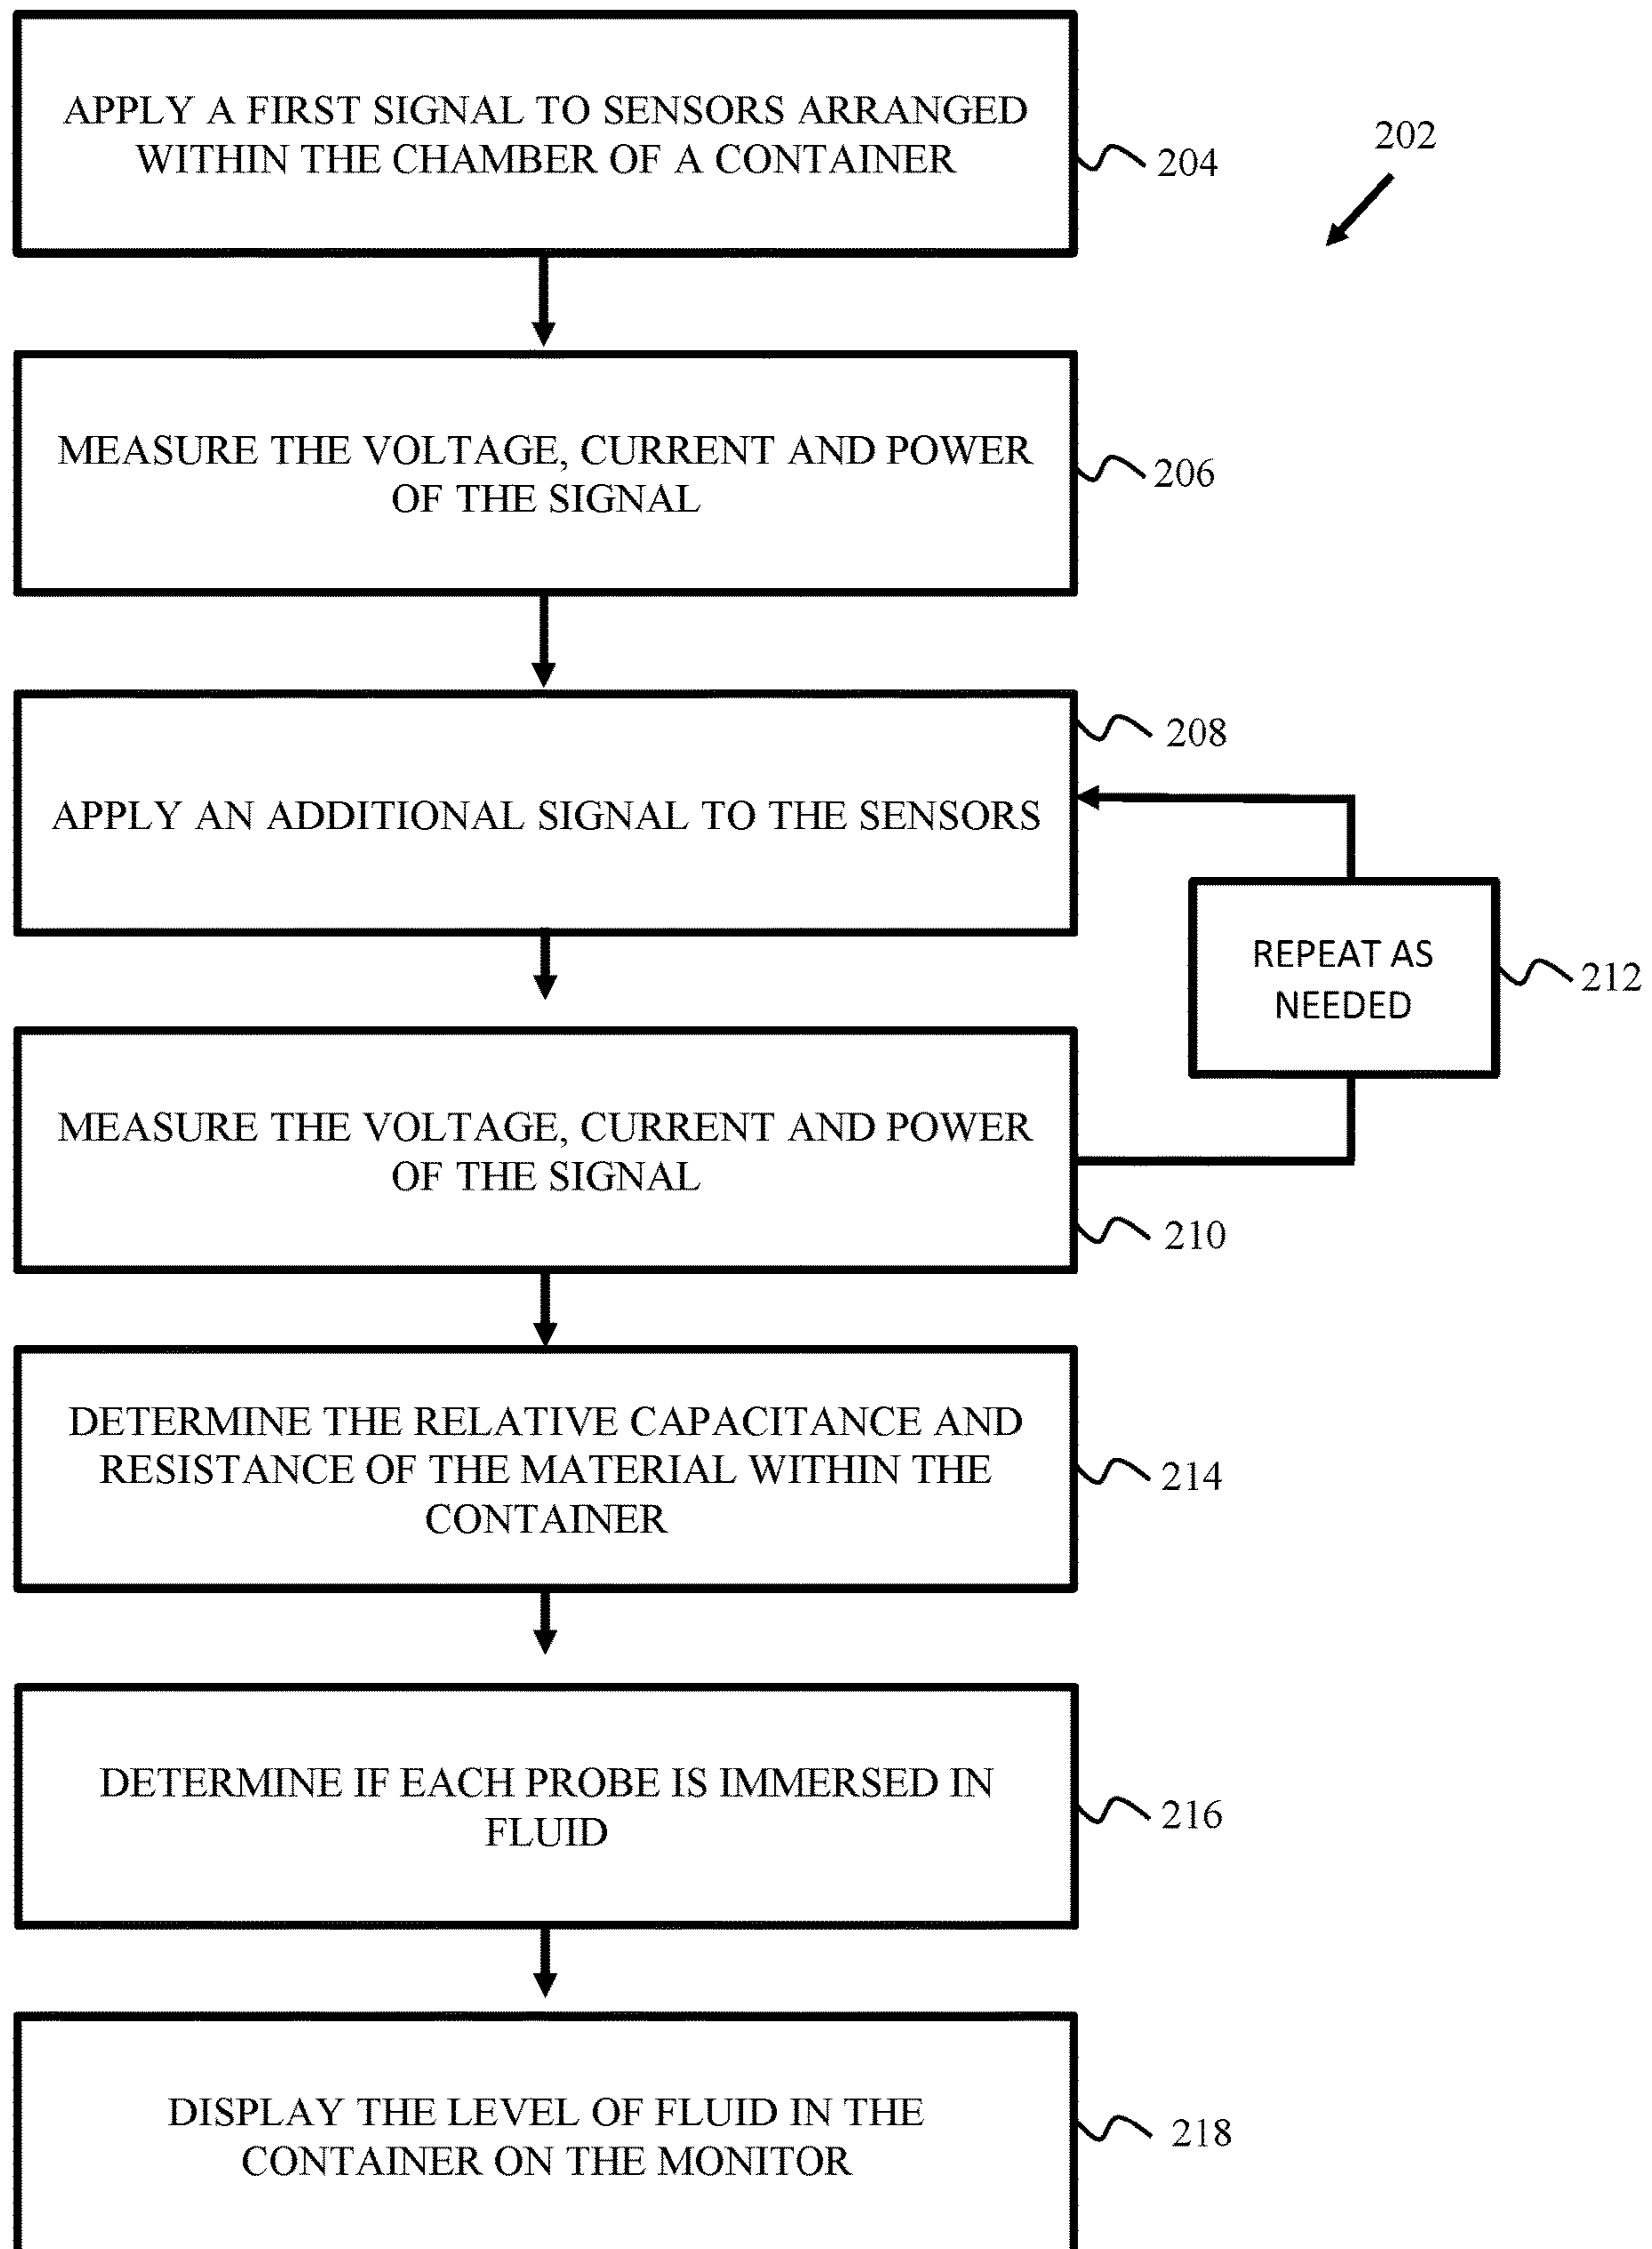 APPLY A FIRST SIGNAL TO SENSORS ARRANGED
WITHIN THE CHAMBER OF A CONTAINER
204
202
MEASURE THE VOLTAGE, CURRENT AND POWER
OF THE SIGNAL
206
208
APPLY AN ADDITIONAL SIGNAL TO THE SENSORS
REPEAT AS
NEEDED
212
MEASURE THE VOLTAGE, CURRENT AND POWER
OF THE SIGNAL
210
DETERMINE THE RELATIVE CAPACITANCE AND
RESISTANCE OF THE MATERIAL WITHIN THE
CONTAINER
214
DETERMINE IF EACH PROBE IS IMMERSED IN
FLUID
216
DISPLAY THE LEVEL OF FLUID IN THE
CONTAINER ON THE MONITOR
218